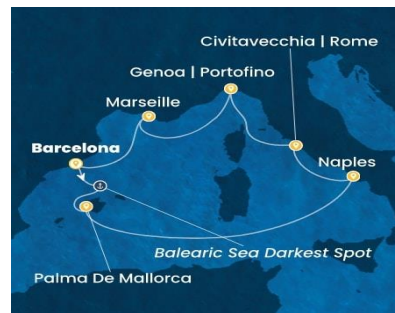 Civitavecchia | Rome
Genoa | Portofino
Marseille
Barcelona
Naples
Balearic Sea Darkest Spot
Palma De Mallorca